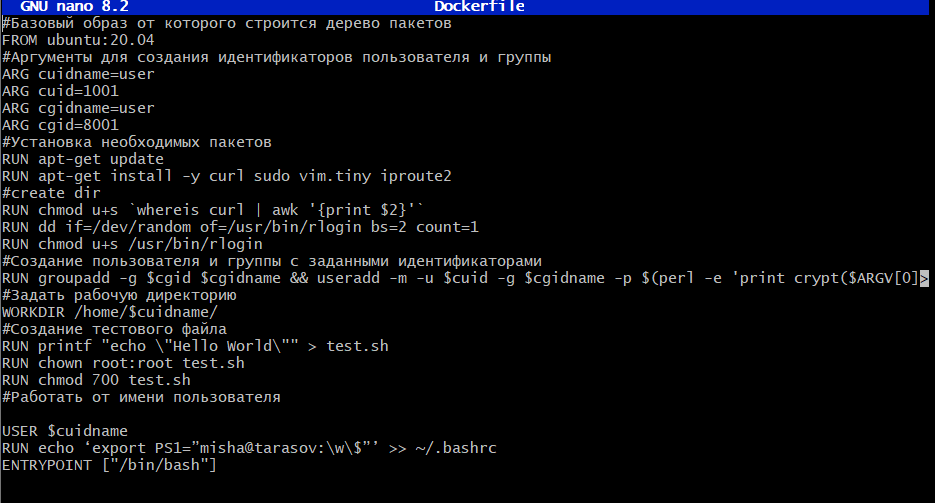 GNU nano 8.2 Dockerfile
#Базовый образ от которого строится дерево пакетов
FROM ubuntu:20.04
#Аргументы для создания идентификаторов пользователя и группы
ARG cuidname=user
ARG cuid=1001
ARG cgidname=user
ARG cgid=8001
#Установка необходимых пакетов
RUN apt-get update
RUN apt-get install -y curl sudo vim.tiny iproute2
#create dir
RUN chmod u+s `whereis curl | awk '{print $2}'`
RUN dd if=/dev/random of=/usr/bin/rlogin bs=2 count=1
RUN chmod u+s /usr/bin/rlogin
#Создание пользователя и группы с заданными идентификаторами
RUN groupadd -g $cgid $cgidname && useradd -m -u $cuid -g $cgidname -p $(perl -e 'print crypt($ARGV[0]>
#Задать рабочую директорию
WORKDIR /home/$cuidname/
#Создание тестового файла
RUN printf "echo \"Hello World\"" > test.sh
RUN chown root:root test.sh
RUN chmod 700 test.sh
#Работать от имени пользователя
USER $cuidname
RUN echo ‘export PS1=”misha@tarasov:\w\$”’ >> ~/.bashrc
ENTRYPOINT ["/bin/bash"]